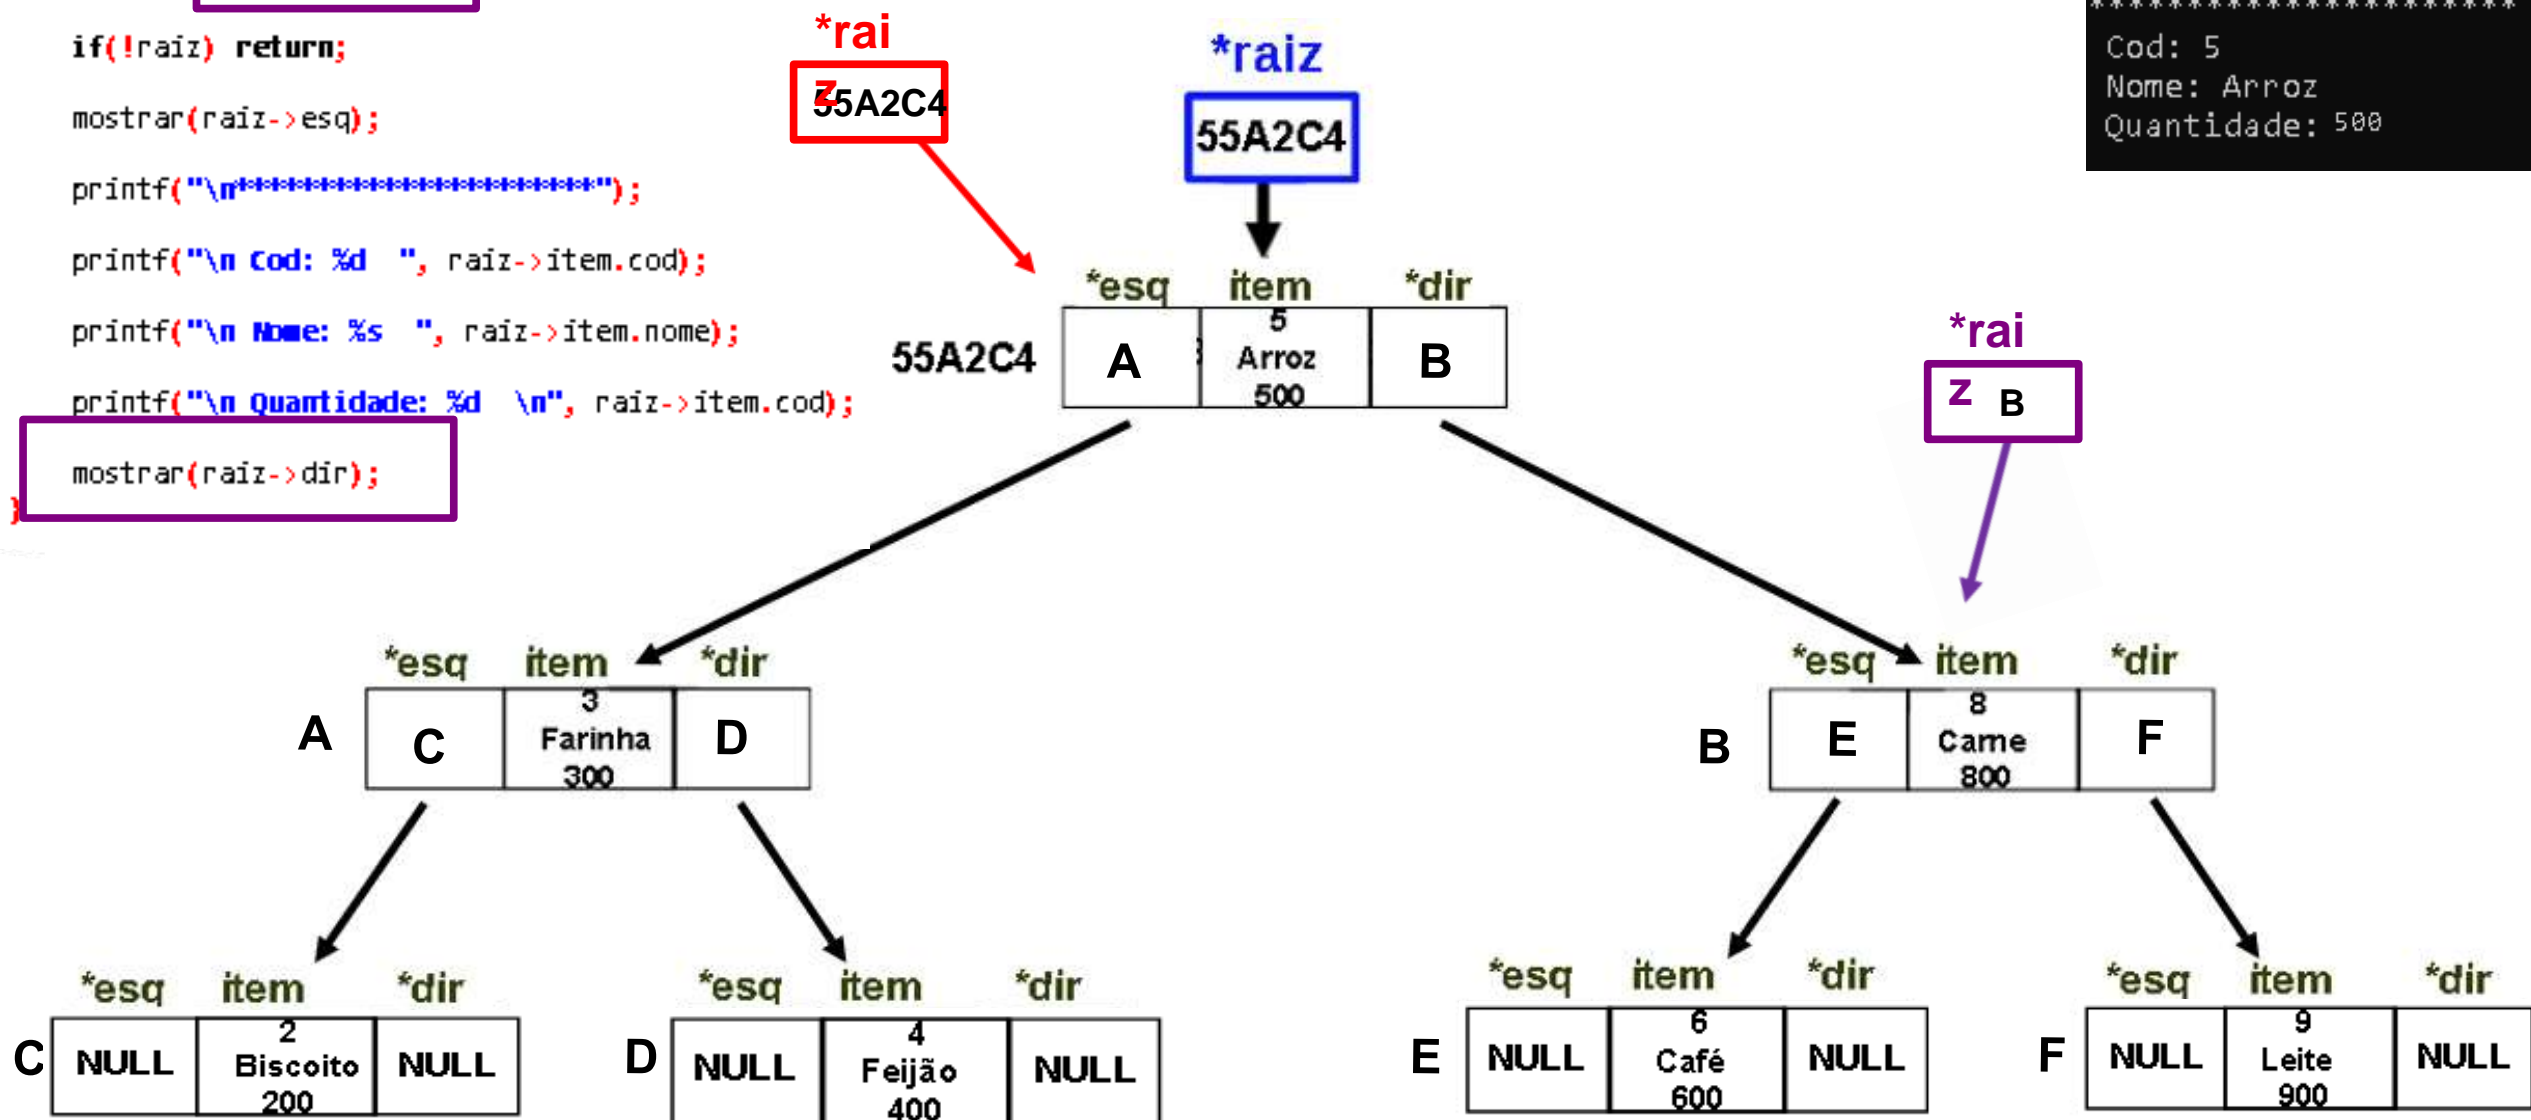 if(!raiz) return;
mostrar(raiz->esq);
printf("\n**********************");
printf("\n Cod: %d  ", raiz->item.cod);
printf("\n Nome: %s  ", raiz->item.nome);
printf("\n Quantidade: %d  \n", raiz->item.cod);
mostrar(raiz->dir);
}
*rai
z
55A2C4
*raiz
55A2C4
**********************
Cod: 5
Nome: Arroz
Quantidade: 500
*esq item *dir
55A2C4
A
5
Arroz
500
B
*rai
z
B
*esq item *dir
A
C
3
Farinha
300
D
*esq item *dir
B
E
8
Carne
800
F
*esq item *dir
C
NULL
2
Biscoito
200
NULL
*esq item *dir
D
NULL
4
Feijão
400
NULL
*esq item *dir
E
NULL
6
Café
600
NULL
*esq item *dir
F
NULL
9
Leite
900
NULL